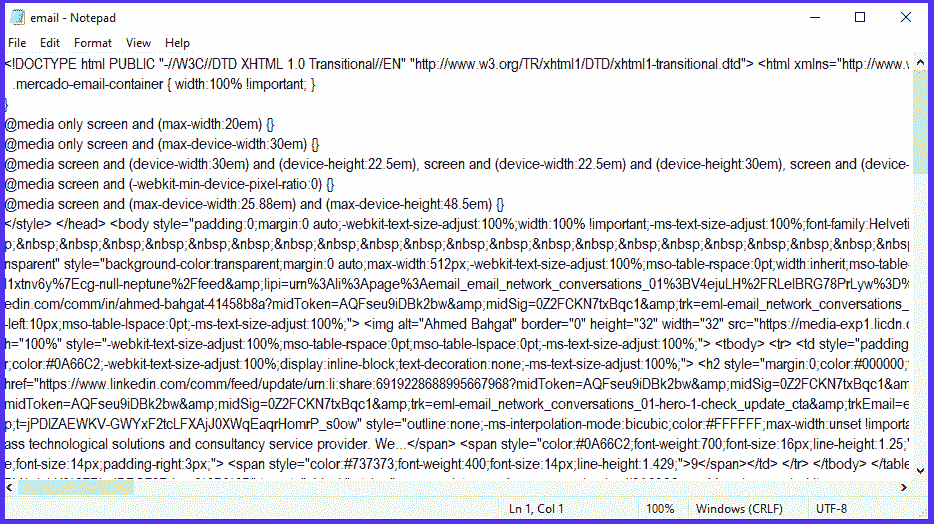 email - Notepad
File Edit Format View Help
<!DOCTYPE html PUBLIC "-//W3C//DTD XHTML 1.0 Transitional//EN" "http://www.w3.org/TR/xhtml1/DTD/xhtml1-transitional.dtd"> <html xmlns="http://www.v
.mercado-email-container { width:100% !important; }
}
@media only screen and (max-width:20em) {}
@media only screen and (max-device-width:30em) {}
@media screen and (device-width:30em) and (device-height:22.5em), screen and (device-width:22.5em) and (device-height:30em), screen and (device-
@media screen and (-webkit-min-device-pixel-ratio:0) {}
@media screen and (max-device-width:25.88em) and (max-device-height:48.5em) {}
</style> </head> <body style="padding:0;margin:0 auto;-webkit-text-size-adjust:100%;width:100% !important;-ms-text-size-adjust:100%;font-family:Helveti
p;&nbsp;&nbsp;&nbsp;&nbsp;&nbsp;&nbsp;&nbsp;&nbsp;&nbsp;&nbsp;&nbsp;&nbsp;&nbsp;&nbsp;&nbsp;&nbsp;&nbsp;&nbsp;&nbsp;&nbsp;&nbs
nsparent" style="background-color:transparent;margin:0 auto;max-width:512px;-webkit-text-size-adjust:100%;mso-table-rspace:0pt;width:inherit;mso-table-
l1xtnv6y%7Ecg-null-neptune%2Ffeed&amp;lipi=urn%3Ali%3Apage%3Aemail_email_network_conversations_01%3BV4ejuLH%2FRLelBRG78PrLyw%3D%
edin.com/comm/in/ahmed-bahgat-41458b8a?midToken=AQFseu9iDBk2bw&amp;midSig=0Z2FCKN7txBqc1&amp;trk=eml-email_network_conversations_
-left:10px;mso-table-lspace:0pt;-ms-text-size-adjust:100%;"> <img alt="Ahmed Bahgat" border="0" height="32" width="32" src="https://media-exp1.licdn.c
h="100%" style="-webkit-text-size-adjust:100%;mso-table-rspace:0pt;mso-table-lspace:0pt;-ms-text-size-adjust:100%;"> <tbody> <tr> <td style="padding
r;color:#0A66C2;-webkit-text-size-adjust:100%;display:inline-block;text-decoration:none;-ms-text-size-adjust:100%;"> <h2 style="margin:0;color:#000000;
href="https://www.linkedin.com/comm/feed/update/urn:li:share:6919228688995667968?midToken=AQFseu9iDBk2bw&amp;midSig=0Z2FCKN7txBqc1&am
midToken=AQFseu9iDBk2bw&amp;midSig=0Z2FCKN7txBqc1&amp;trk=eml-email_network_conversations_01-hero-1-check_update_cta&amp;trkEmail=e
p;t=jPDlZAEWKV-GWYxF2tcLFXAjJ0XWqEaqrHomrP_s0ow" style="outline:none;-ms-interpolation-mode:bicubic;color:#FFFFFF;max-width:unset !importa
ass technological solutions and consultancy service provider. We...</span> <span style="color:#0A66C2;font-weight:700;font-size:16px;line-height:1.25;"
e;font-size:14px;padding-right:3px;"> <span style="color:#737373;font-weight:400;font-size:14px;line-height:1.429;">9</span></td> </tr> </tbody> </table
Ln 1, Col 1 100% Windows (CRLF) UTF-8